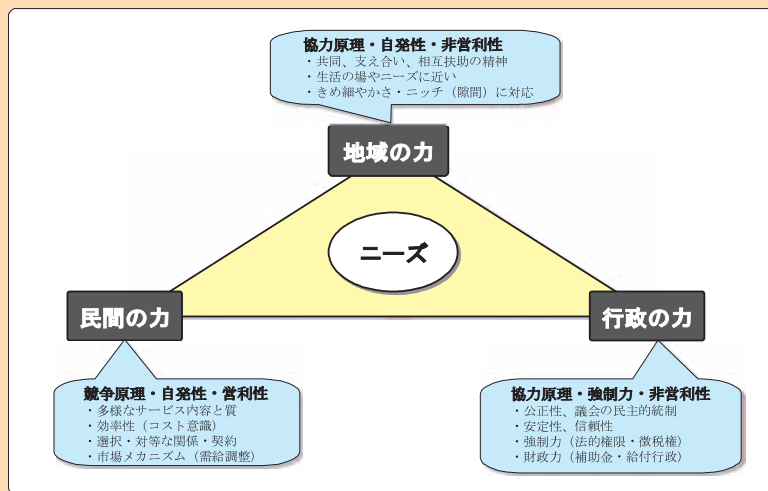 協力原理・自発性・非営利性
・共同、支え合い、相互扶助の精神
・生活の場やニーズに近い
・きめ細やかさ・ニッチ（隙間）に対応
地域の力
ニーズ
民間の力
行政の力
競争原理・自発性・営利性
・多様なサービス内容と質
・効率性（コスト意識）
・選択・対等な関係・契約
・市場メカニズム（需給調整）
協力原理・強制力・非営利性
・公正性、議会の民主的統制
・安定性、信頼性
・強制力（法的権限・徴税権）
・財政力（補助金・給付行政）